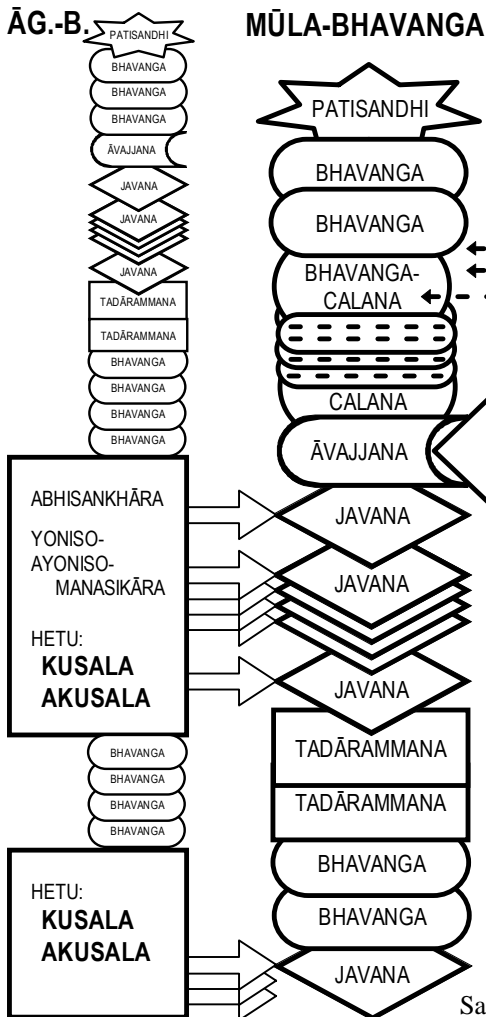 ĀG.-B.
PATISANDHI
BHAVANGA
BHAVANGA
BHAVANGA
ĀVAJJANA
JAVANA
JAVANA
JAVANA
TADĀRAMMANA
TADĀRAMMANA
BHAVANGA
BHAVANGA
BHAVANGA
BHAVANGA
ABHISANKHĀRA
YONISO-
AYONISO-
MANASIKĀRA
HETU:
KUSALA
AKUSALA
BHAVANGA
BHAVANGA
BHAVANGA
BHAVANGA
HETU:
KUSALA
AKUSALA
MŪLA-BHAVANGA
PATISANDHI
BHAVANGA
BHAVANGA
BHAVANGA-
CALANA
CALANA
ĀVAJJANA
JAVANA
JAVANA
JAVANA
TADĀRAMMANA
TADĀRAMMANA
BHAVANGA
BHAVANGA
JAVANA
Sa